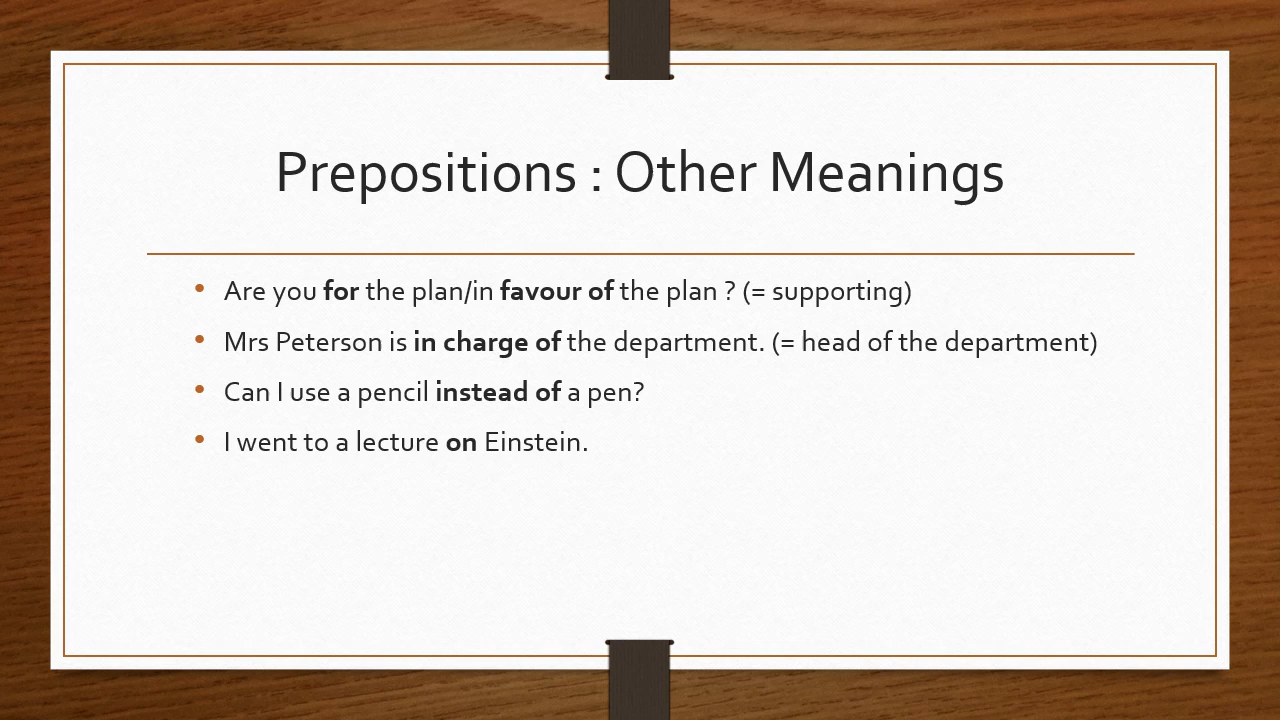 Prepositions : Other Meanings
• Are you for the plan/in favour of the plan ? (= supporting)
• Mrs Peterson is in charge of the department. (= head of the department)
• Can I use a pencil instead of a pen?
• I went to a lecture on Einstein.